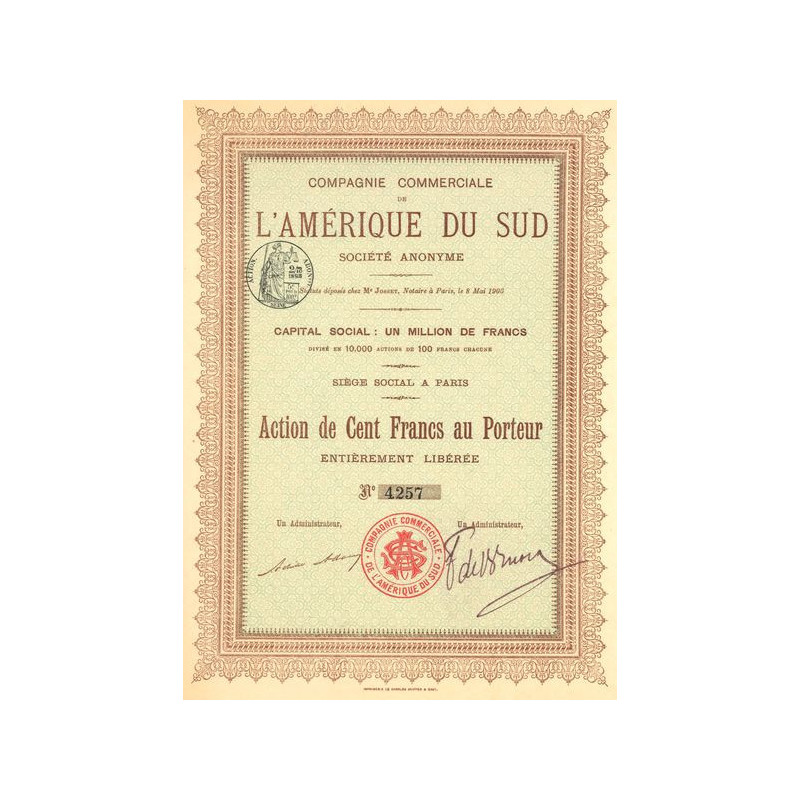 COMPAGNIE COMMERCIALE
DE
L'AMÉRIQUE DU SUD
SOCIÉTÉ ANONYME
Statuts déposés chez Me Josset, Notaire à Paris, le 8 Mai 1906
CAPITAL SOCIAL : UN MILLION DE FRANCS
DIVISÉ EN 10,000 ACTIONS DE 100 FRANCS CHACUNE
SIÈGE SOCIAL A PARIS
Action de Cent Francs au Porteur
ENTIÈREMENT LIBÉRÉE
No 4257
Un Administrateur, Un Administrateur,
COMPAGNIE COMMERCIALE
DE L'AMÉRIQUE DU SUD